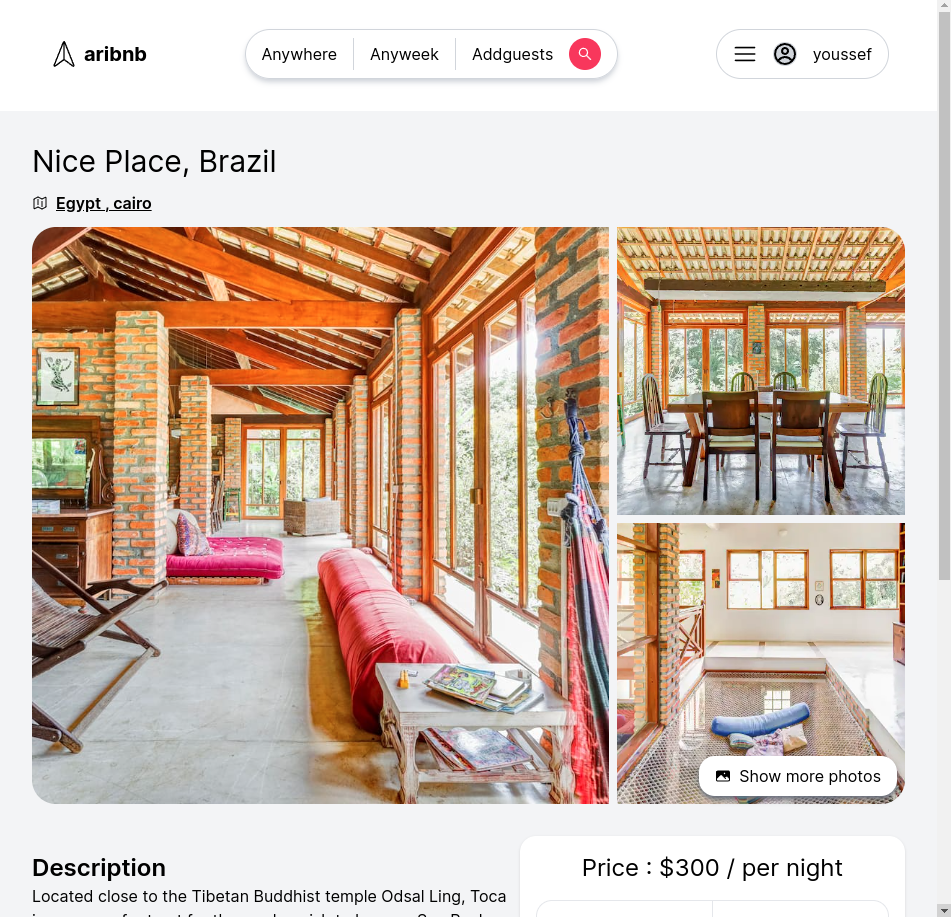 aribnb
Anywhere
Anyweek
Addguests
youssef
Nice Place, Brazil
Egypt , cairo
Show more photos
Description
Located close to the Tibetan Buddhist temple Odsal Ling, Toca
Price : $300 / per night